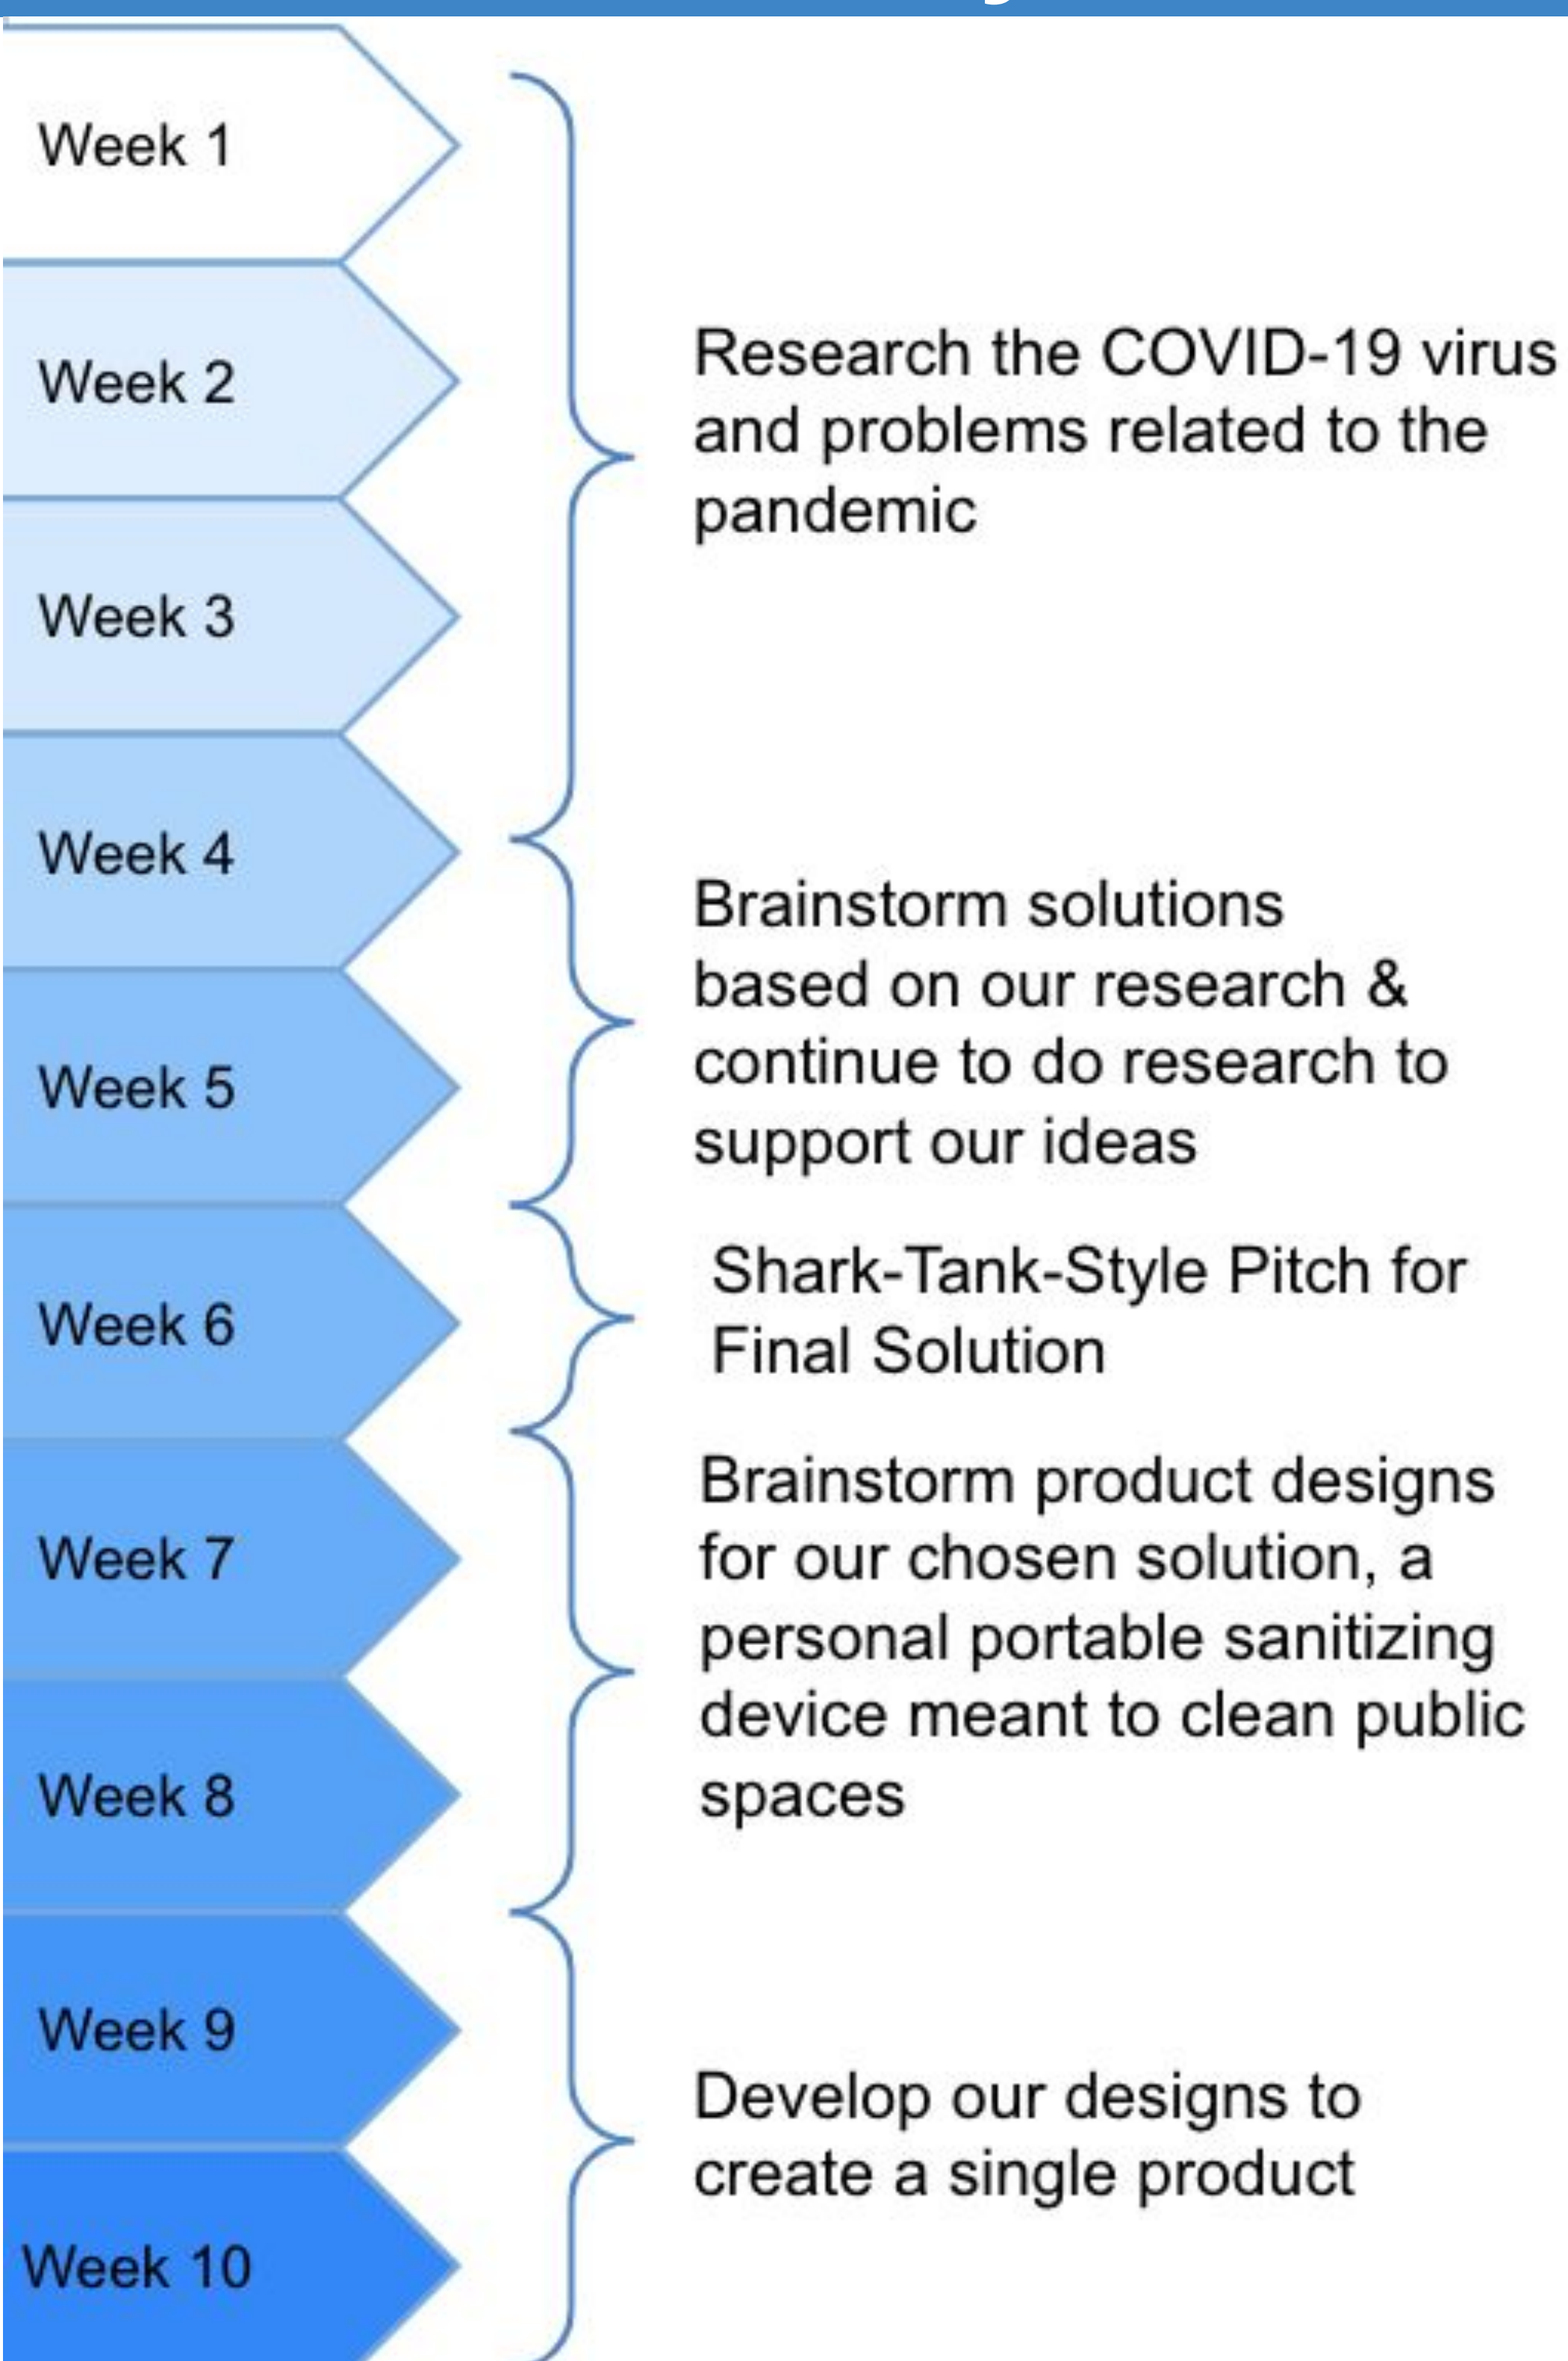 Week 1
Week 2
Week 3
Week 4
Week 5
Week 6
Week 7
Week 8
Week 9
Week 10
Research the COVID-19 virus
and problems related to the
pandemic
Brainstorm solutions
based on our research &
continue to do research to
support our ideas
Shark-Tank-Style Pitch for
Final Solution
Brainstorm product designs
for our chosen solution, a
personal portable sanitizing
device meant to clean public
spaces
Develop our designs to
create a single product